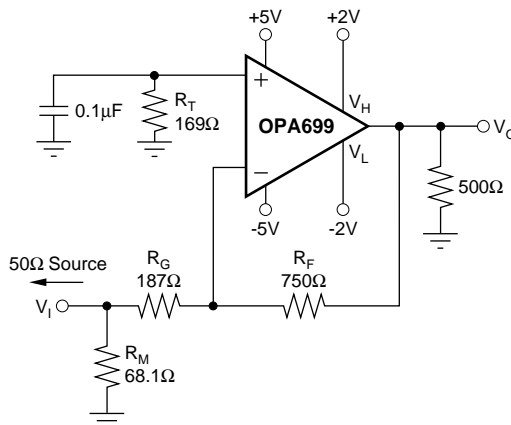 +5V
+2V
0.1µF
R_T
169Ω
+
−
OPA699
V_H
V_L
V_O
500Ω
-5V
-2V
50Ω Source
V_I
R_G
187Ω
R_F
750Ω
R_M
68.1Ω